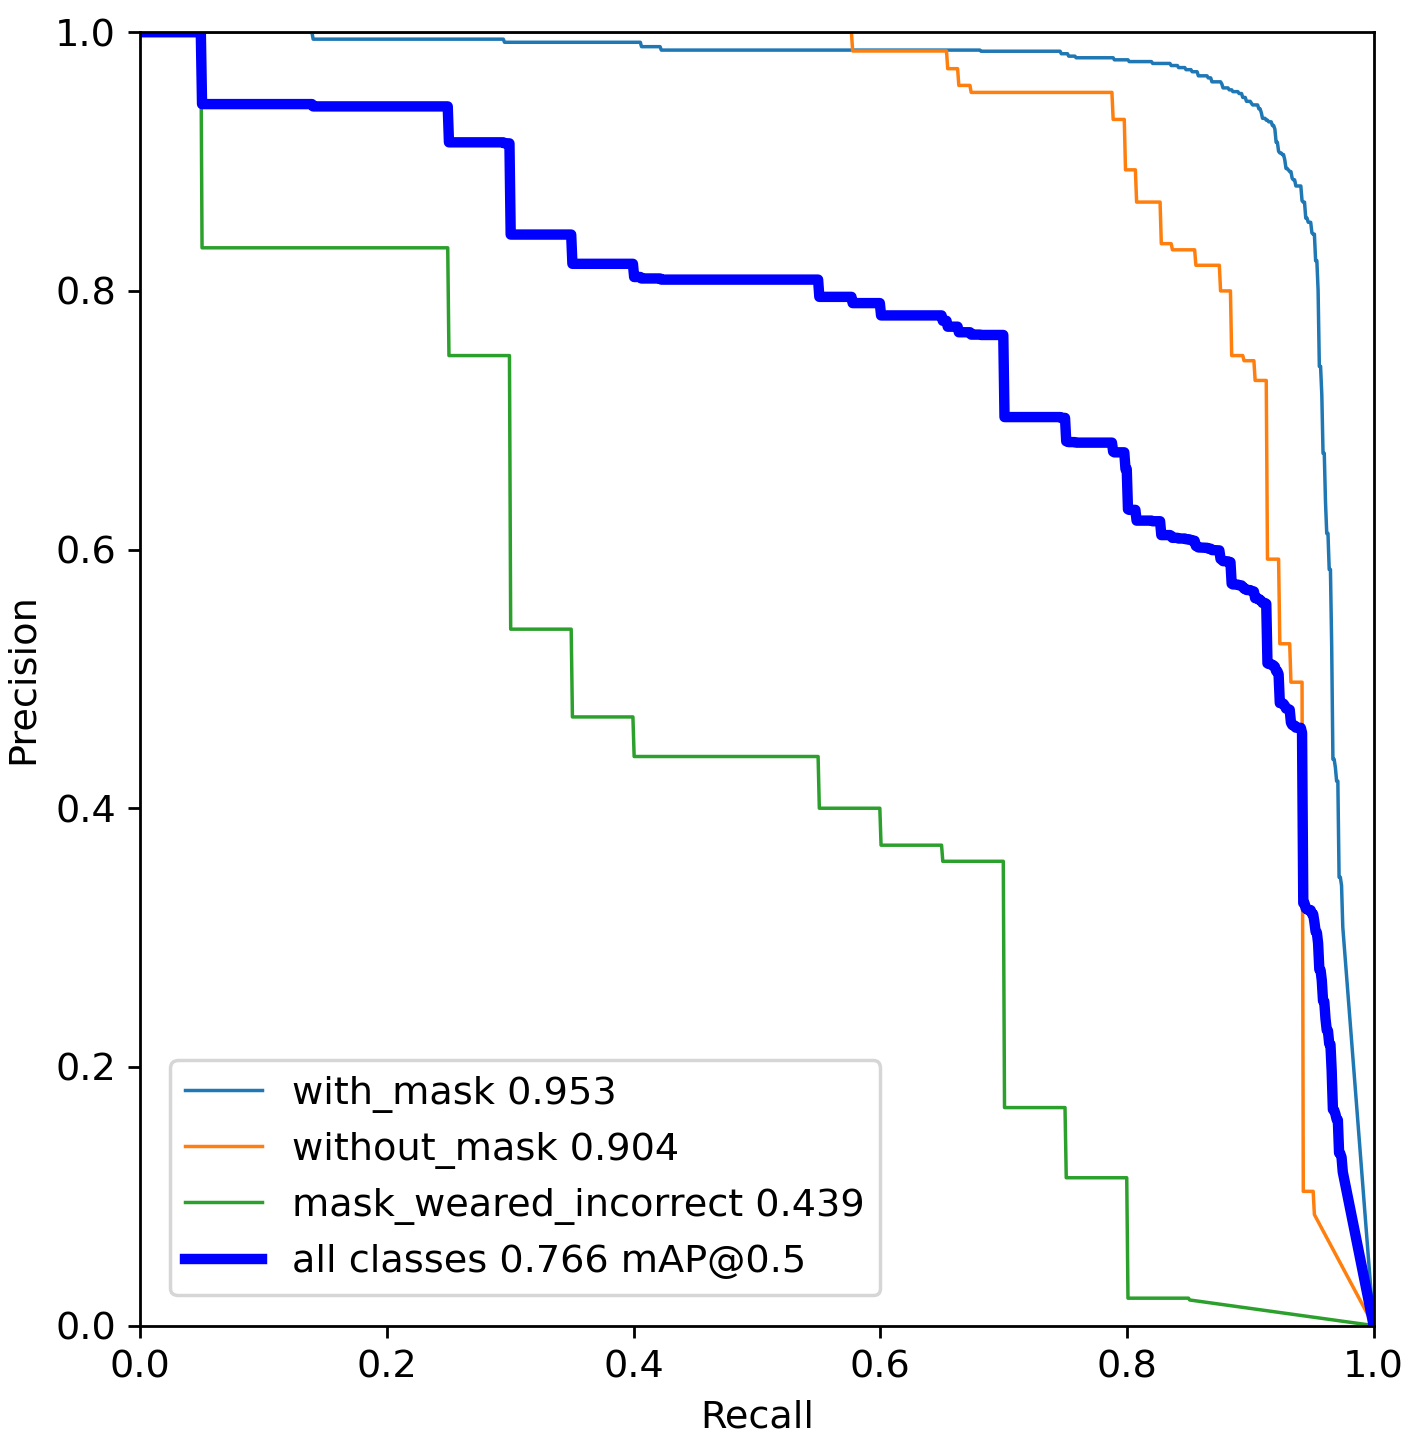 1.0
0.8
0.6
0.4
0.2
0.0
Precision
with_mask 0.953
without_mask 0.904
mask_weared_incorrect 0.439
all classes 0.766 mAP@0.5
0.0 0.2 0.4 0.6 0.8 1.0
Recall